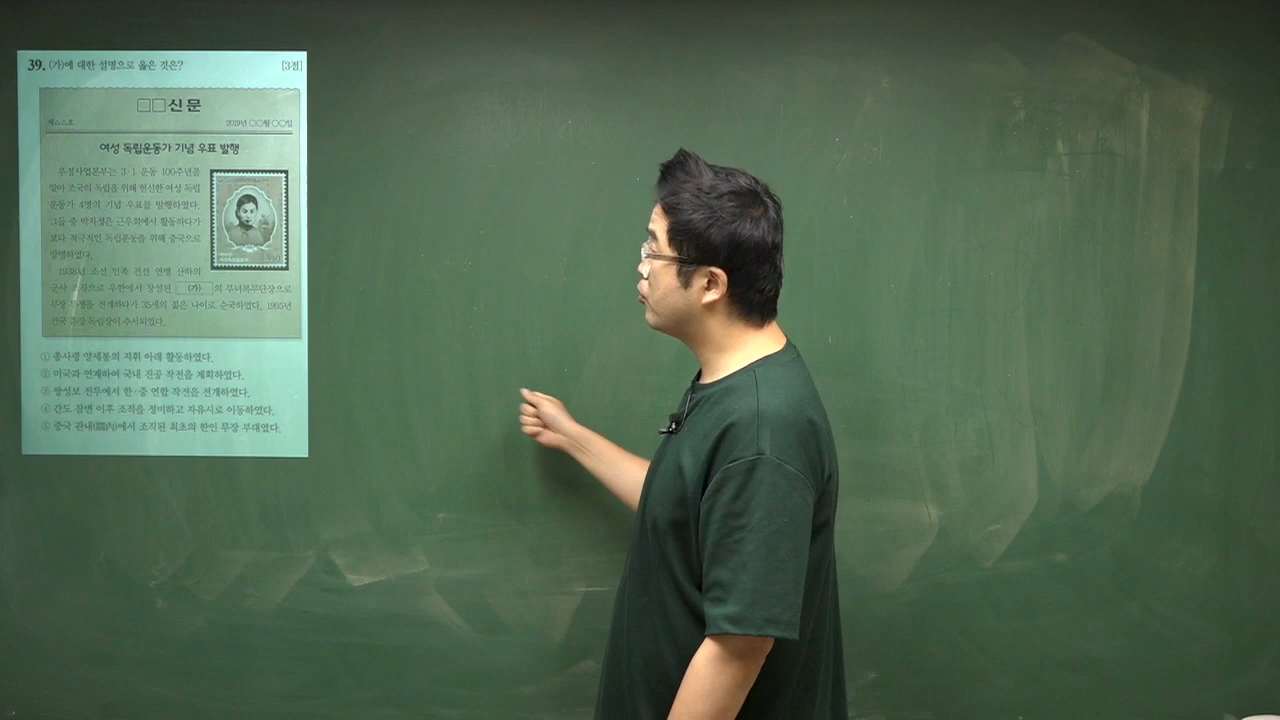 39. (가)에 대한 설명으로 옳은 것은? [3점]
□□신문
제△△호 2019년 ○○월 ○○일
여성 독립운동가 기념 우표 발행
우정사업본부는 3·1 운동 100주년을
맞아 조국의 독립을 위해 헌신한 여성 독립
운동가 4명의 기념 우표를 발행하였다.
그들 중 박차정은 근우회에서 활동하다가
보다 적극적인 독립운동을 위해 중국으로
망명하였다.
1938년 조선 민족 전선 연맹 산하의
군사 조직으로 우한에서 창설된 (가) 의 부녀복무단장으로
무장 투쟁을 전개하다가 35세의 젊은 나이로 순국하였다. 1995년
건국 훈장 독립장이 추서되었다.
① 총사령 양세봉의 지휘 아래 활동하였다.
② 미국과 연계하여 국내 진공 작전을 계획하였다.
③ 쌍성보 전투에서 한·중 연합 작전을 전개하였다.
④ 간도 참변 이후 조직을 정비하고 자유시로 이동하였다.
⑤ 중국 관내(關內)에서 조직된 최초의 한인 무장 부대였다.